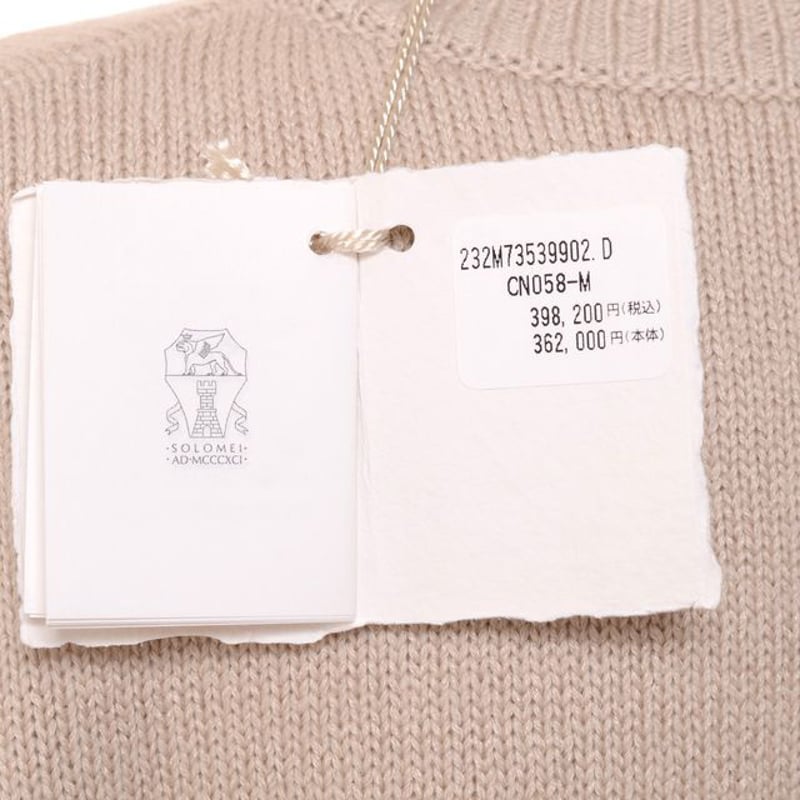 ·SOLOMEI·
·AD·MCCCXCI·
232M73539902. D
CN058-M
398, 200円(税込)
362, 000円(本体)